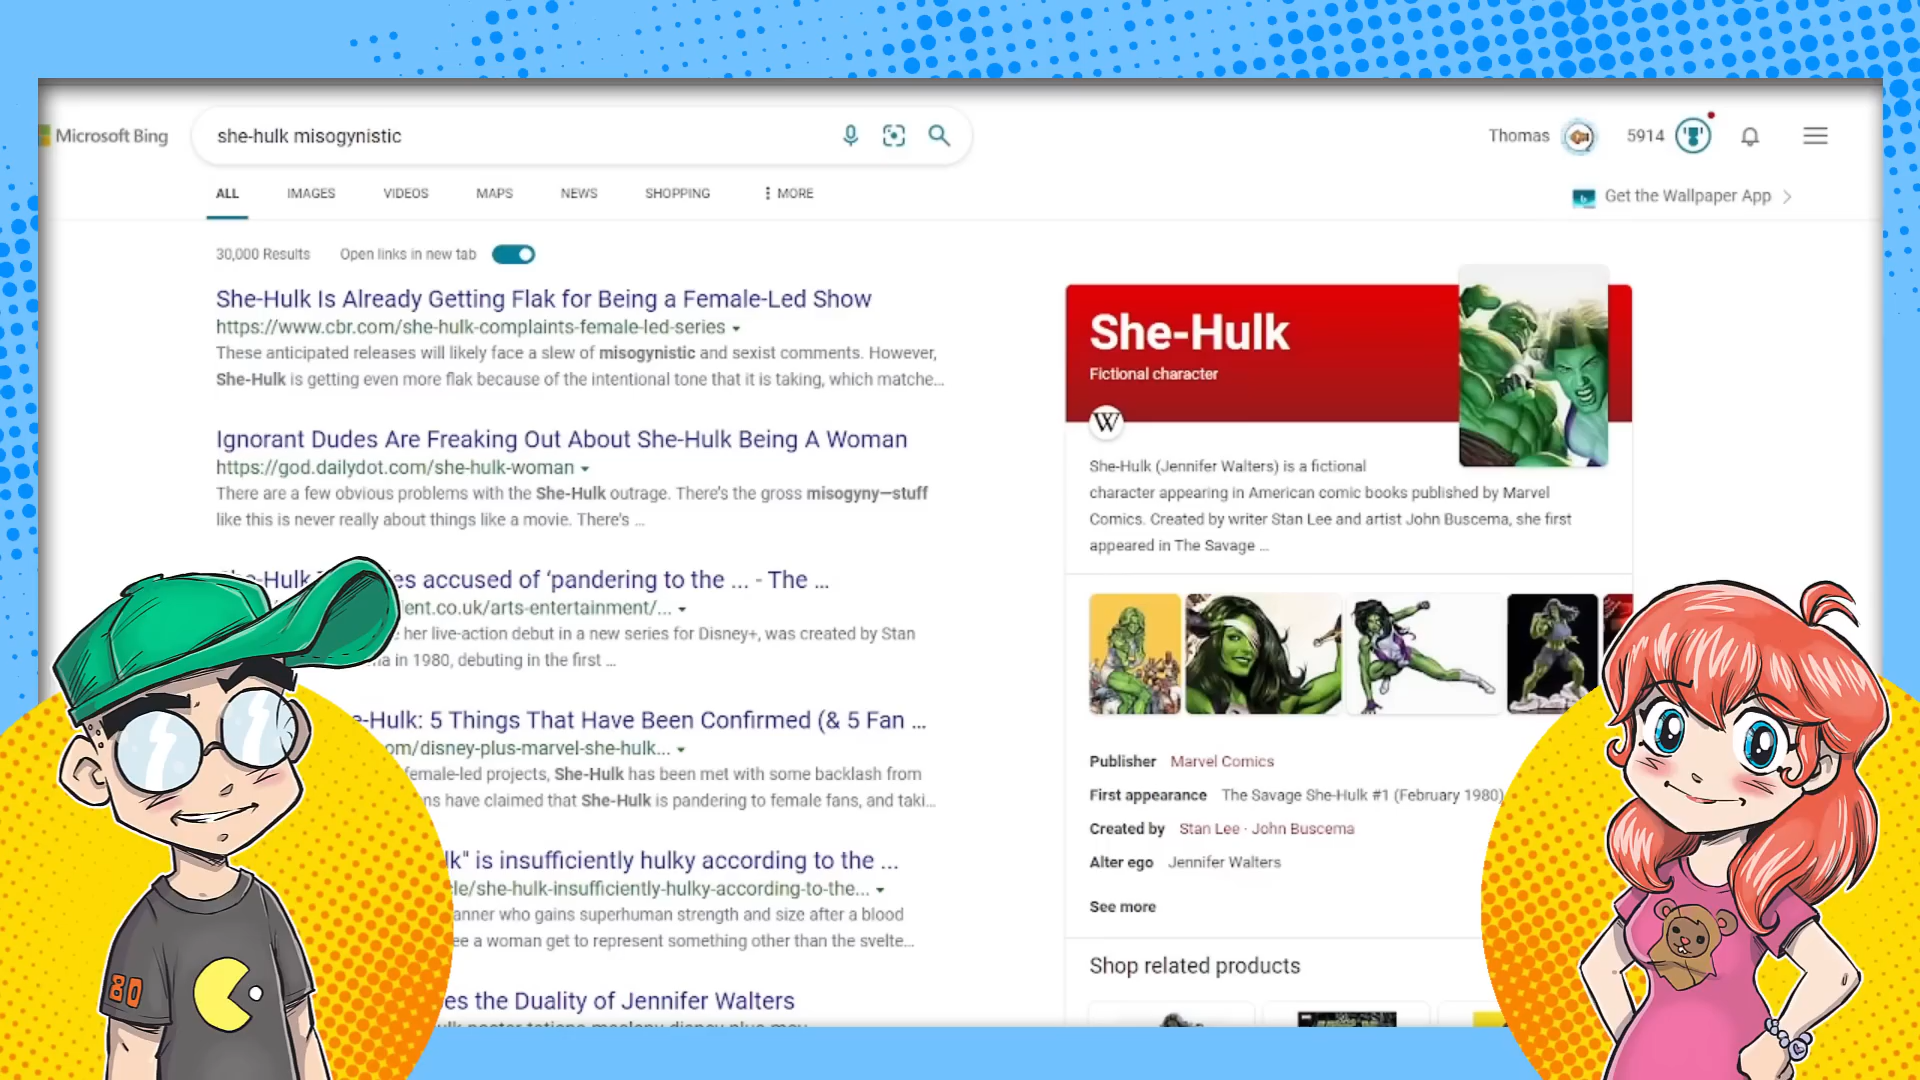 Microsoft Bing
she-hulk misogynistic
Thomas
5914
ALL IMAGES VIDEOS MAPS NEWS SHOPPING MORE
Get the Wallpaper App
30,000 Results Open links in new tab
She-Hulk Is Already Getting Flak for Being a Female-Led Show
https://www.cbr.com/she-hulk-complaints-female-led-series
These anticipated releases will likely face a slew of misogynistic and sexist comments. However,
She-Hulk is getting even more flak because of the intentional tone that it is taking, which matche...
Ignorant Dudes Are Freaking Out About She-Hulk Being A Woman
https://god.dailydot.com/she-hulk-woman
There are a few obvious problems with the She-Hulk outrage. There's the gross misogyny—stuff
like this is never really about things like a movie. There's ...
accused of ‘pandering to the ... - The ...
ent.co.uk/arts-entertainment/...
her live-action debut in a new series for Disney+, was created by Stan
in 1980, debuting in the first ...
e-Hulk: 5 Things That Have Been Confirmed (& 5 Fan ...
om/disney-plus-marvel-she-hulk...
female-led projects, She-Hulk has been met with some backlash from
ns have claimed that She-Hulk is pandering to female fans, and taki...
lk" is insufficiently hulky according to the ...
cle/she-hulk-insufficiently-hulky-according-to-the...
anner who gains superhuman strength and size after a blood
ee a woman get to represent something other than the svelte...
es the Duality of Jennifer Walters
She-Hulk
Fictional character
W
She-Hulk (Jennifer Walters) is a fictional
character appearing in American comic books published by Marvel
Comics. Created by writer Stan Lee and artist John Buscema, she first
appeared in The Savage ...
Publisher Marvel Comics
First appearance The Savage She-Hulk #1 (February 1980)
Created by Stan Lee · John Buscema
Alter ego Jennifer Walters
See more
Shop related products
80